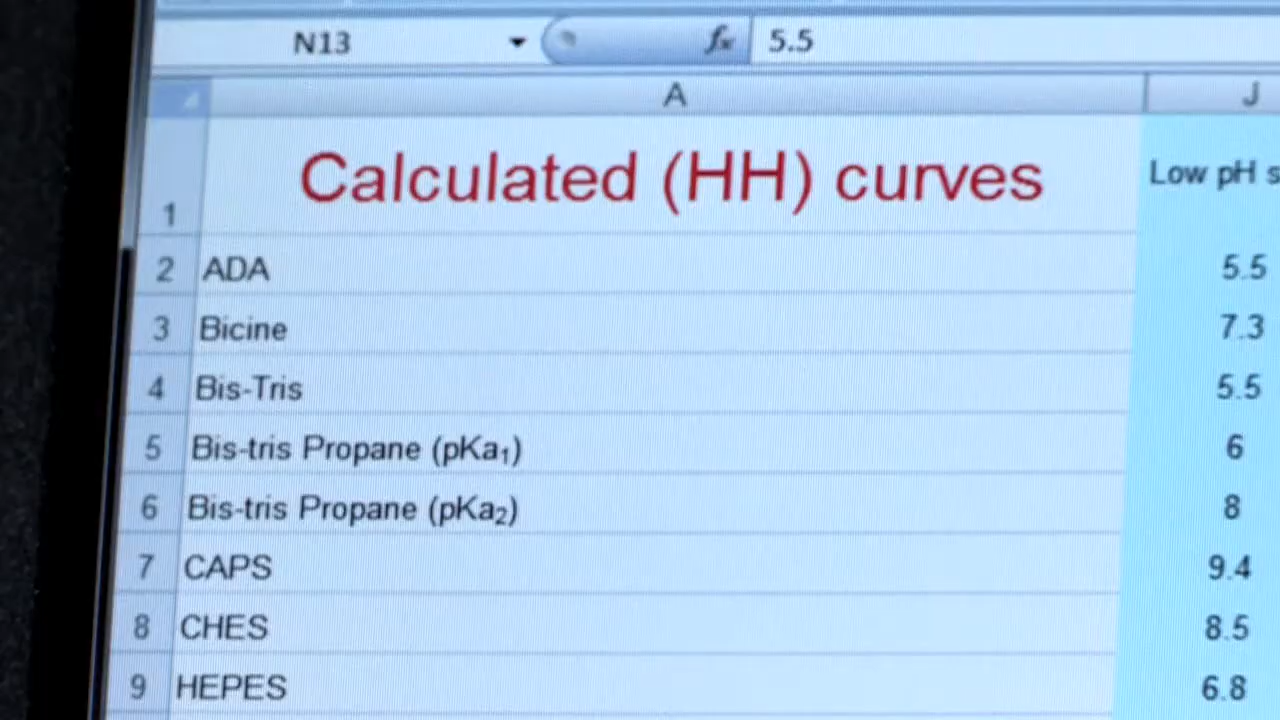 N13 fx 5.5
A J
1 Calculated (HH) curves Low pH s
2 ADA 5.5
3 Bicine 7.3
4 Bis-Tris 5.5
5 Bis-tris Propane (pKa₁) 6
6 Bis-tris Propane (pKa₂) 8
7 CAPS 9.4
8 CHES 8.5
9 HEPES 6.8